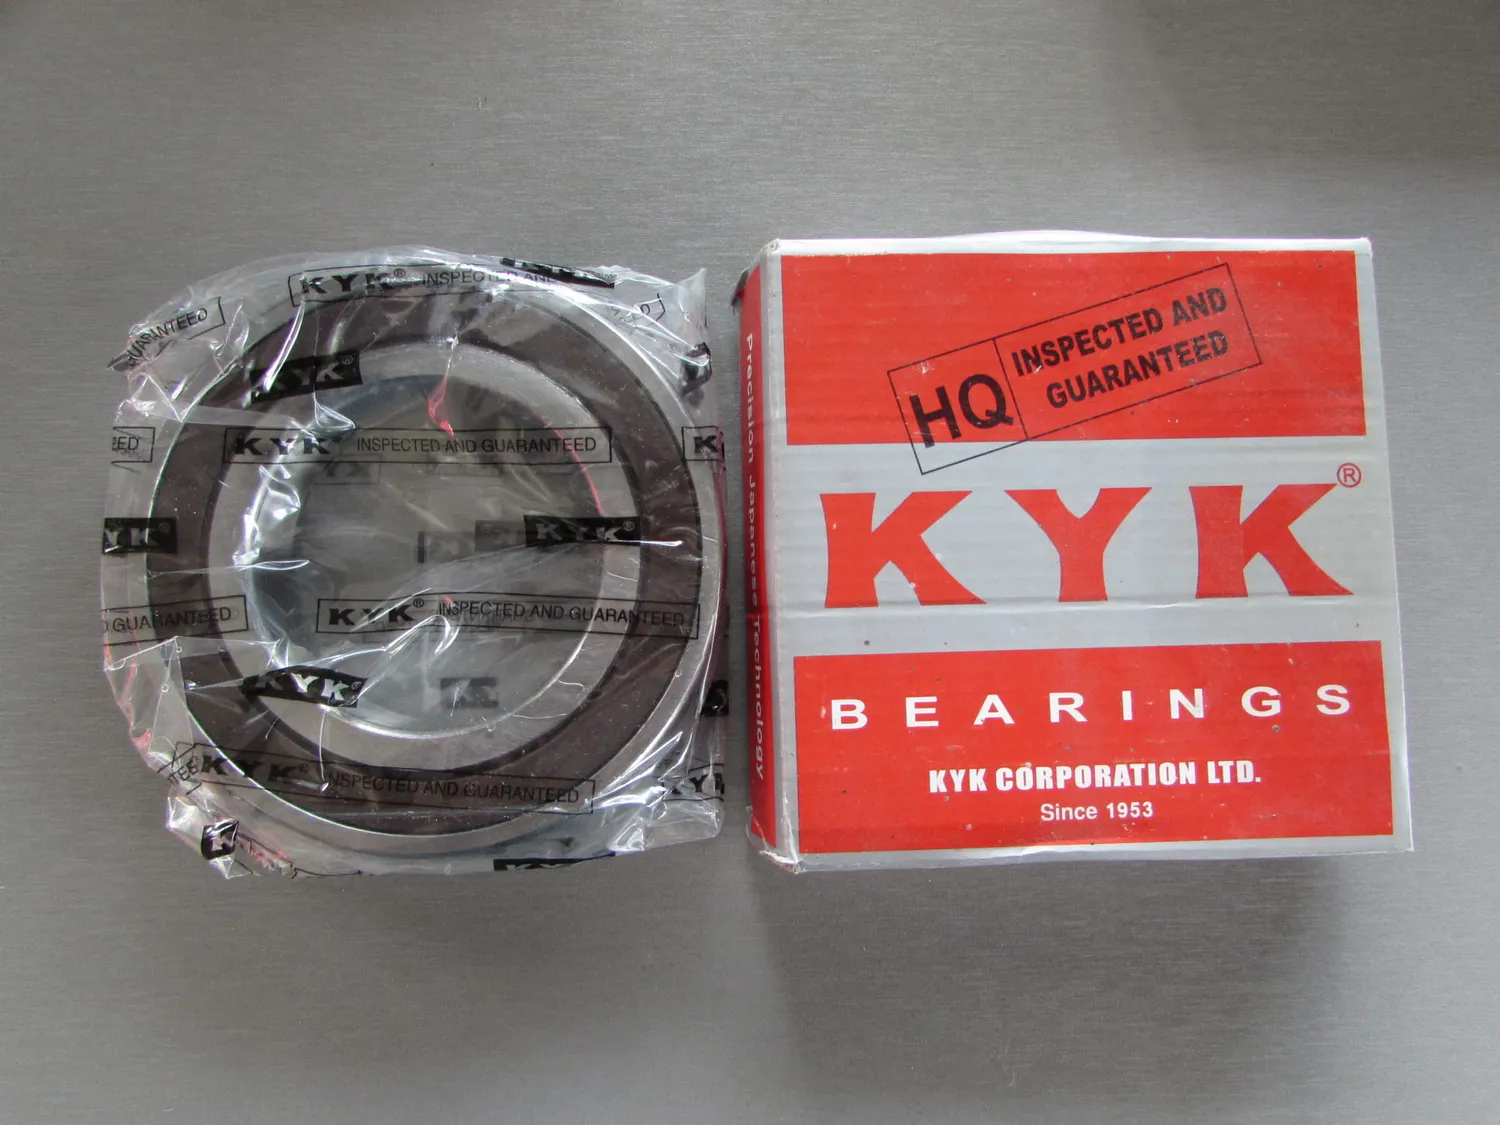 GUARANTEED
KYK® INSPECTED AND
KYK®
KYK® INSPECTED AND GUARANTEED
K
KYK®
YK®
KYK® INSPECTED AND GUARANTEED
GUARANTEED
KYK®
KYK® INSPECTED AND GUARANTEED
Precision Japanese Technology
HQ
INSPECTED AND
GUARANTEED
KYK®
BEARINGS
KYK CORPORATION LTD.
Since 1953